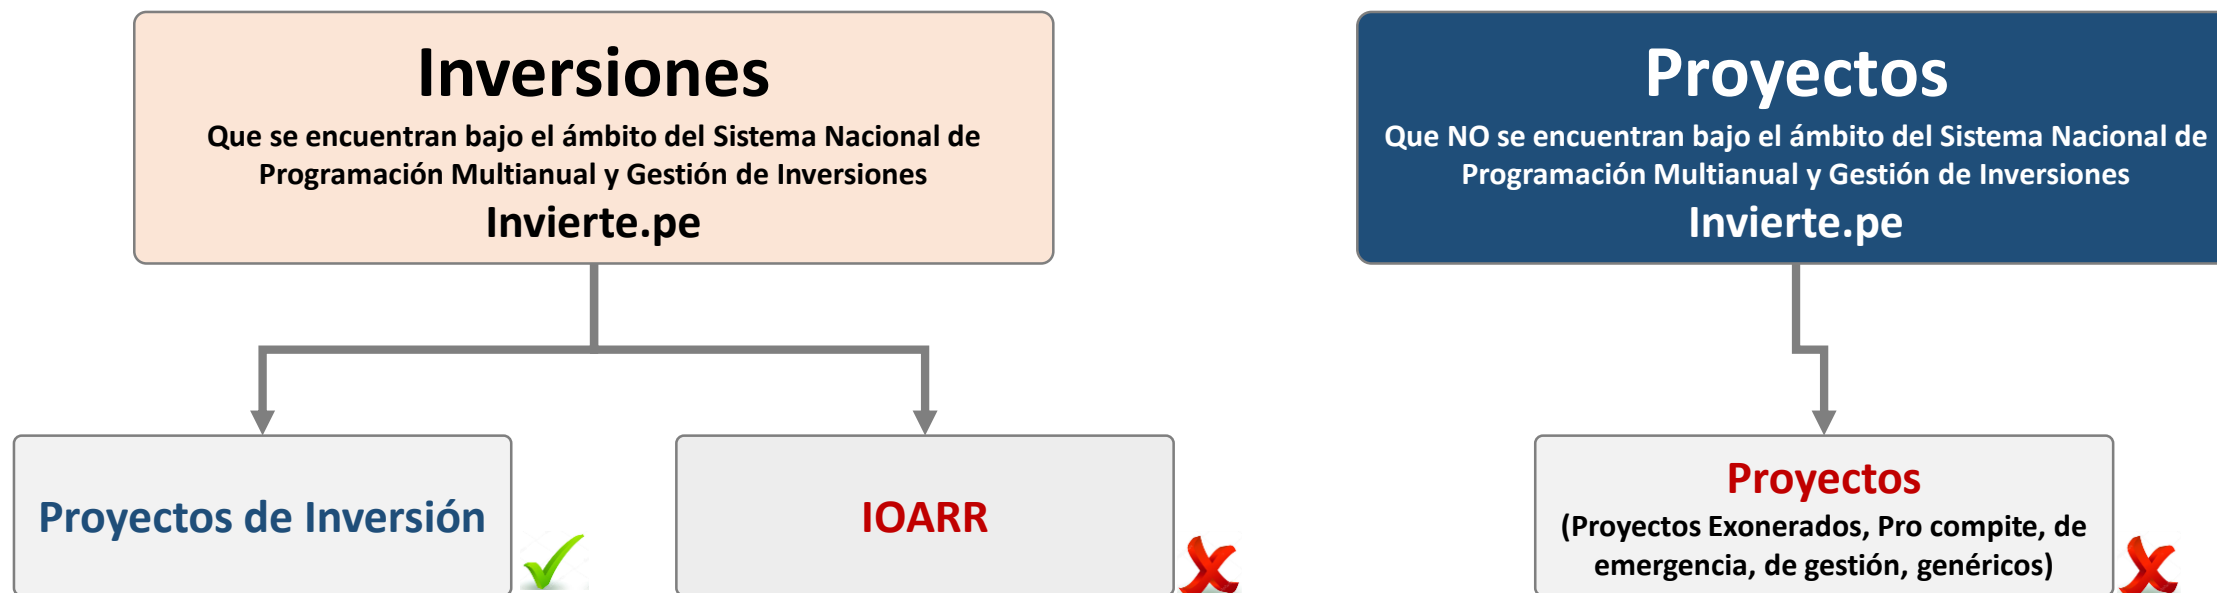 Inversiones
Que se encuentran bajo el ámbito del Sistema Nacional de
Programación Multianual y Gestión de Inversiones
Invierte.pe
Proyectos
Que NO se encuentran bajo el ámbito del Sistema Nacional de
Programación Multianual y Gestión de Inversiones
Invierte.pe
Proyectos de Inversión
IOARR
Proyectos
(Proyectos Exonerados, Pro compite, de
emergencia, de gestión, genéricos)